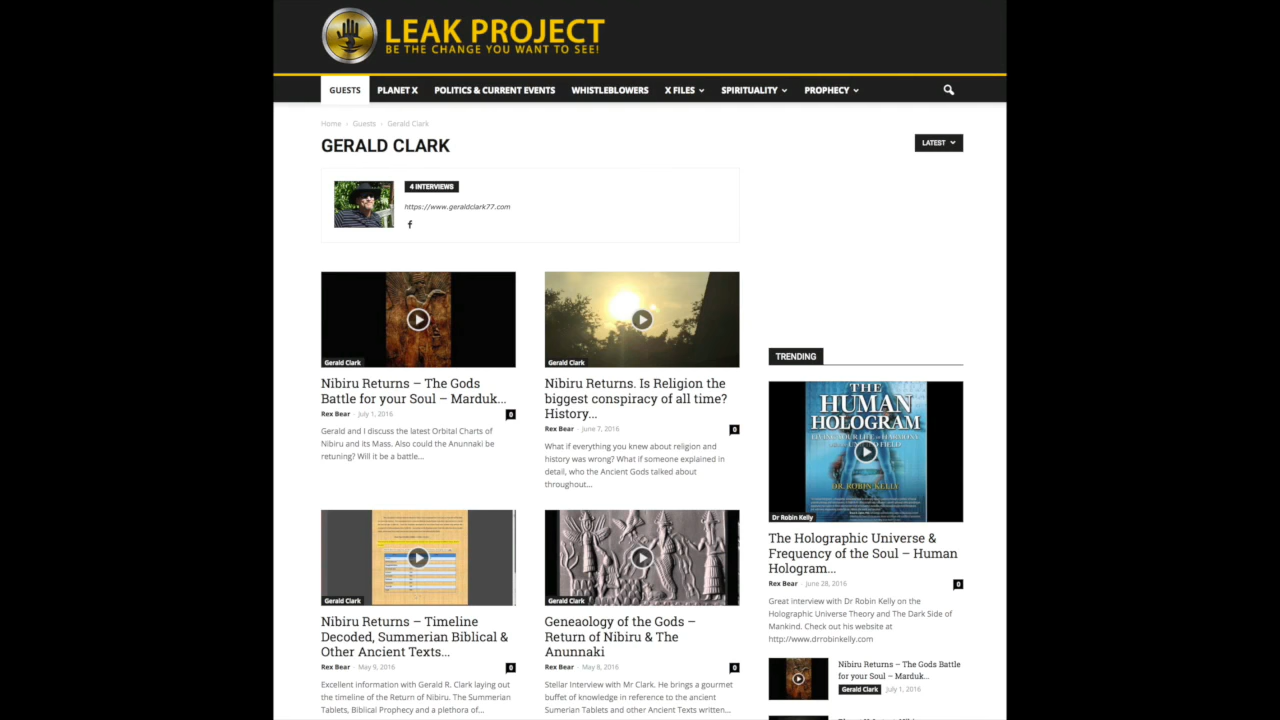 LEAK PROJECT
BE THE CHANGE YOU WANT TO SEE!
GUESTS PLANET X POLITICS & CURRENT EVENTS WHISTLEBLOWERS X FILES SPIRITUALITY PROPHECY
Home › Guests › Gerald Clark
GERALD CLARK
LATEST
4 INTERVIEWS
https://www.geraldclark77.com
Gerald Clark
Nibiru Returns – The Gods
Battle for your Soul – Marduk...
Rex Bear - July 1, 2016 0
Gerald and I discuss the latest Orbital Charts of
Nibiru and its Mass. Also could the Anunnaki be
retuning? Will it be a battle...
Gerald Clark
Nibiru Returns. Is Religion the
biggest conspiracy of all time?
History...
Rex Bear - June 7, 2016 0
What if everything you knew about religion and
history was wrong? What if someone explained in
detail, who the Ancient Gods talked about
throughout...
Gerald Clark
Nibiru Returns – Timeline
Decoded, Summerian Biblical &
Other Ancient Texts...
Rex Bear - May 9, 2016 0
Excellent information with Gerald R. Clark laying out
the timeline of the Return of Nibiru. The Summerian
Tablets, Biblical Prophecy and a plethora of...
Gerald Clark
Geneaology of the Gods –
Return of Nibiru & The
Anunnaki
Rex Bear - May 8, 2016 0
Stellar Interview with Mr Clark. He brings a gourmet
buffet of knowledge in reference to the ancient
Sumerian Tablets and other Ancient Texts written...
TRENDING
THE
HUMAN
HOLOGRAM
DR ROBIN KELLY
Dr Robin Kelly
The Holographic Universe &
Frequency of the Soul – Human
Hologram...
Rex Bear - June 28, 2016 0
Great interview with Dr Robin Kelly on the
Holographic Universe Theory and The Dark Side of
Mankind. Check out his website at
http://www.drrobinkelly.com
Nibiru Returns – The Gods Battle
for your Soul – Marduk...
Gerald Clark July 1, 2016